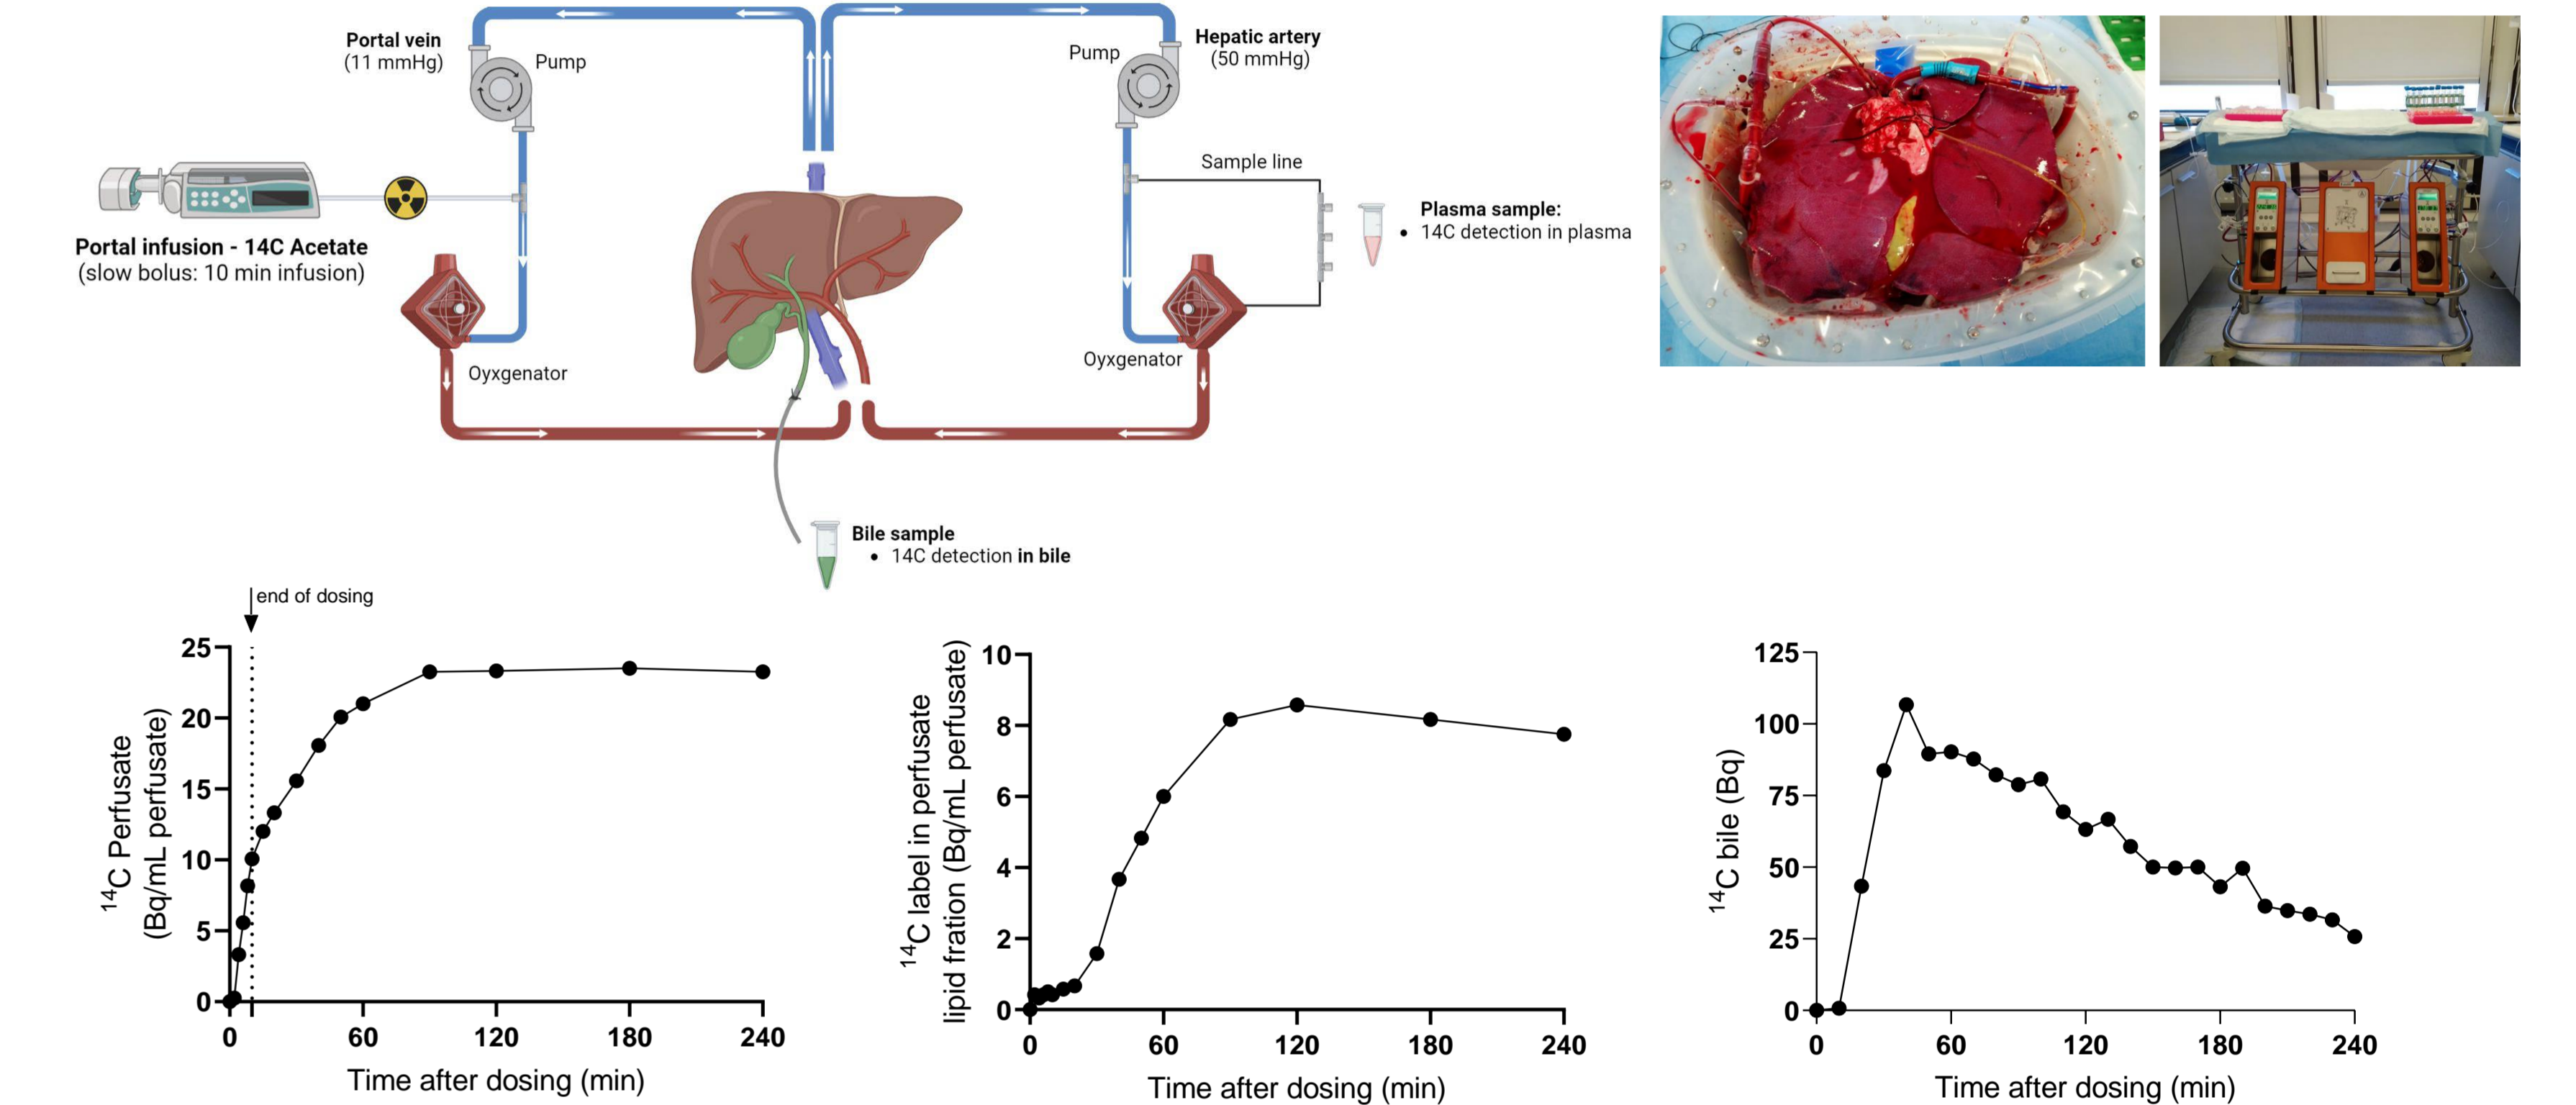 Portal vein
(11 mmHg)
Pump
Pump
Hepatic artery
(50 mmHg)
Sample line
Portal infusion - 14C Acetate
(slow bolus: 10 min infusion)
Plasma sample:
• 14C detection in plasma
Oyxgenator
Oyxgenator
Bile sample
• 14C detection in bile
end of dosing
25
20
15
10
5
0
0 60 120 180 240
Time after dosing (min)
14C Perfusate
(Bq/mL perfusate)
10
8
6
4
2
0
0 60 120 180 240
Time after dosing (min)
14C label in perfusate
lipid fration (Bq/mL perfusate)
125
100
75
50
25
0
0 60 120 180 240
Time after dosing (min)
14C bile (Bq)